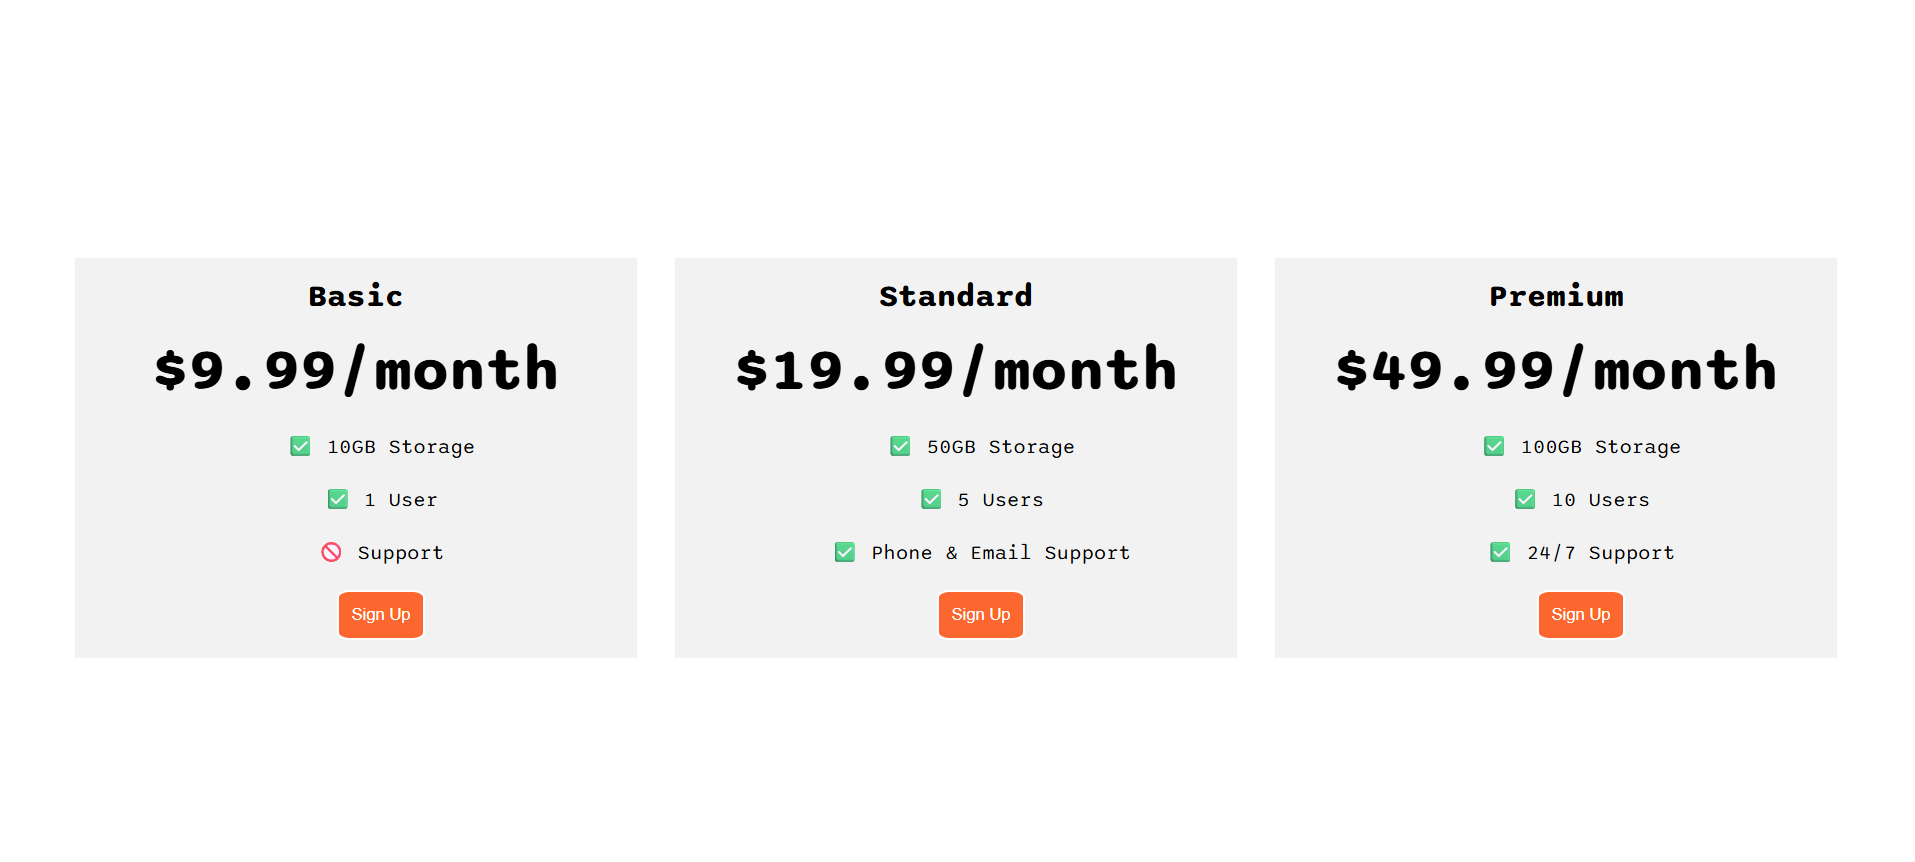 Basic
$9.99/month
✅ 10GB Storage
✅ 1 User
🚫 Support
Sign Up
Standard
$19.99/month
✅ 50GB Storage
✅ 5 Users
✅ Phone & Email Support
Sign Up
Premium
$49.99/month
✅ 100GB Storage
✅ 10 Users
✅ 24/7 Support
Sign Up